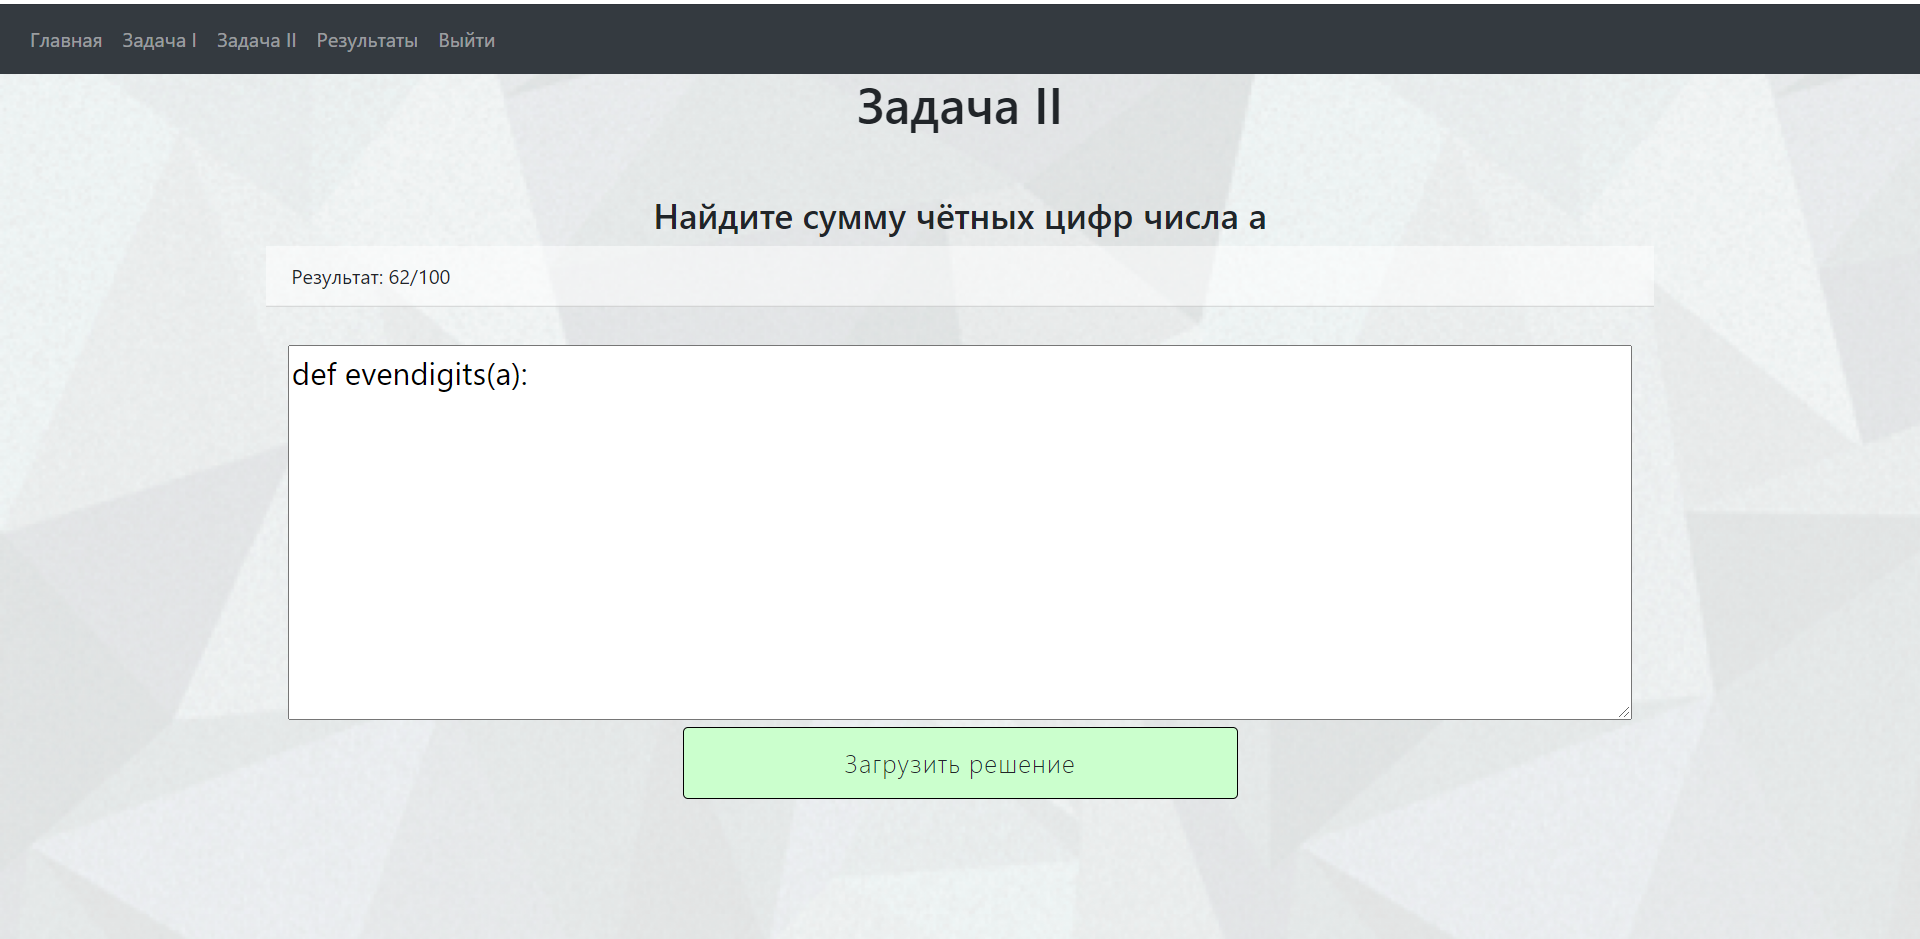 Главная Задача I Задача II Результаты Выйти
Задача II
Найдите сумму чётных цифр числа a
Результат: 62/100
def evendigits(a):
Загрузить решение